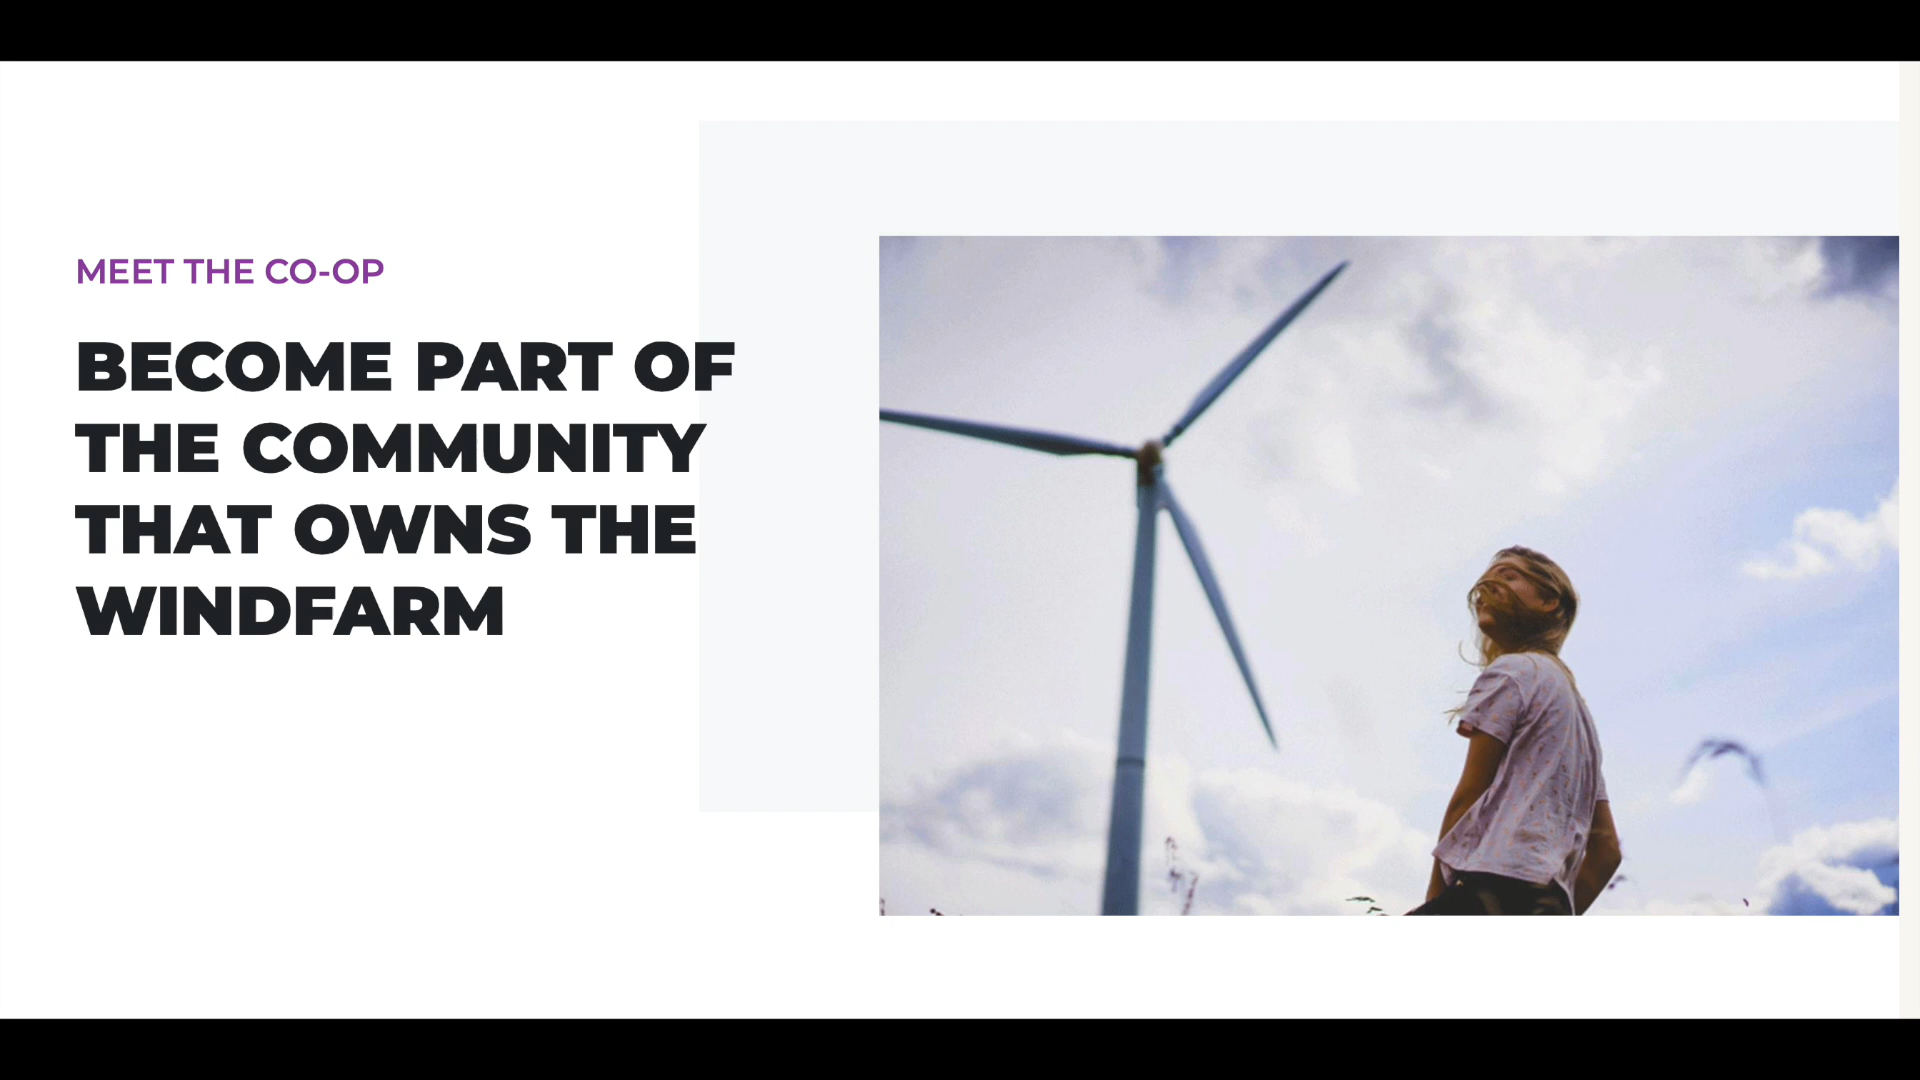 MEET THE CO-OP
BECOME PART OF
THE COMMUNITY
THAT OWNS THE
WINDFARM